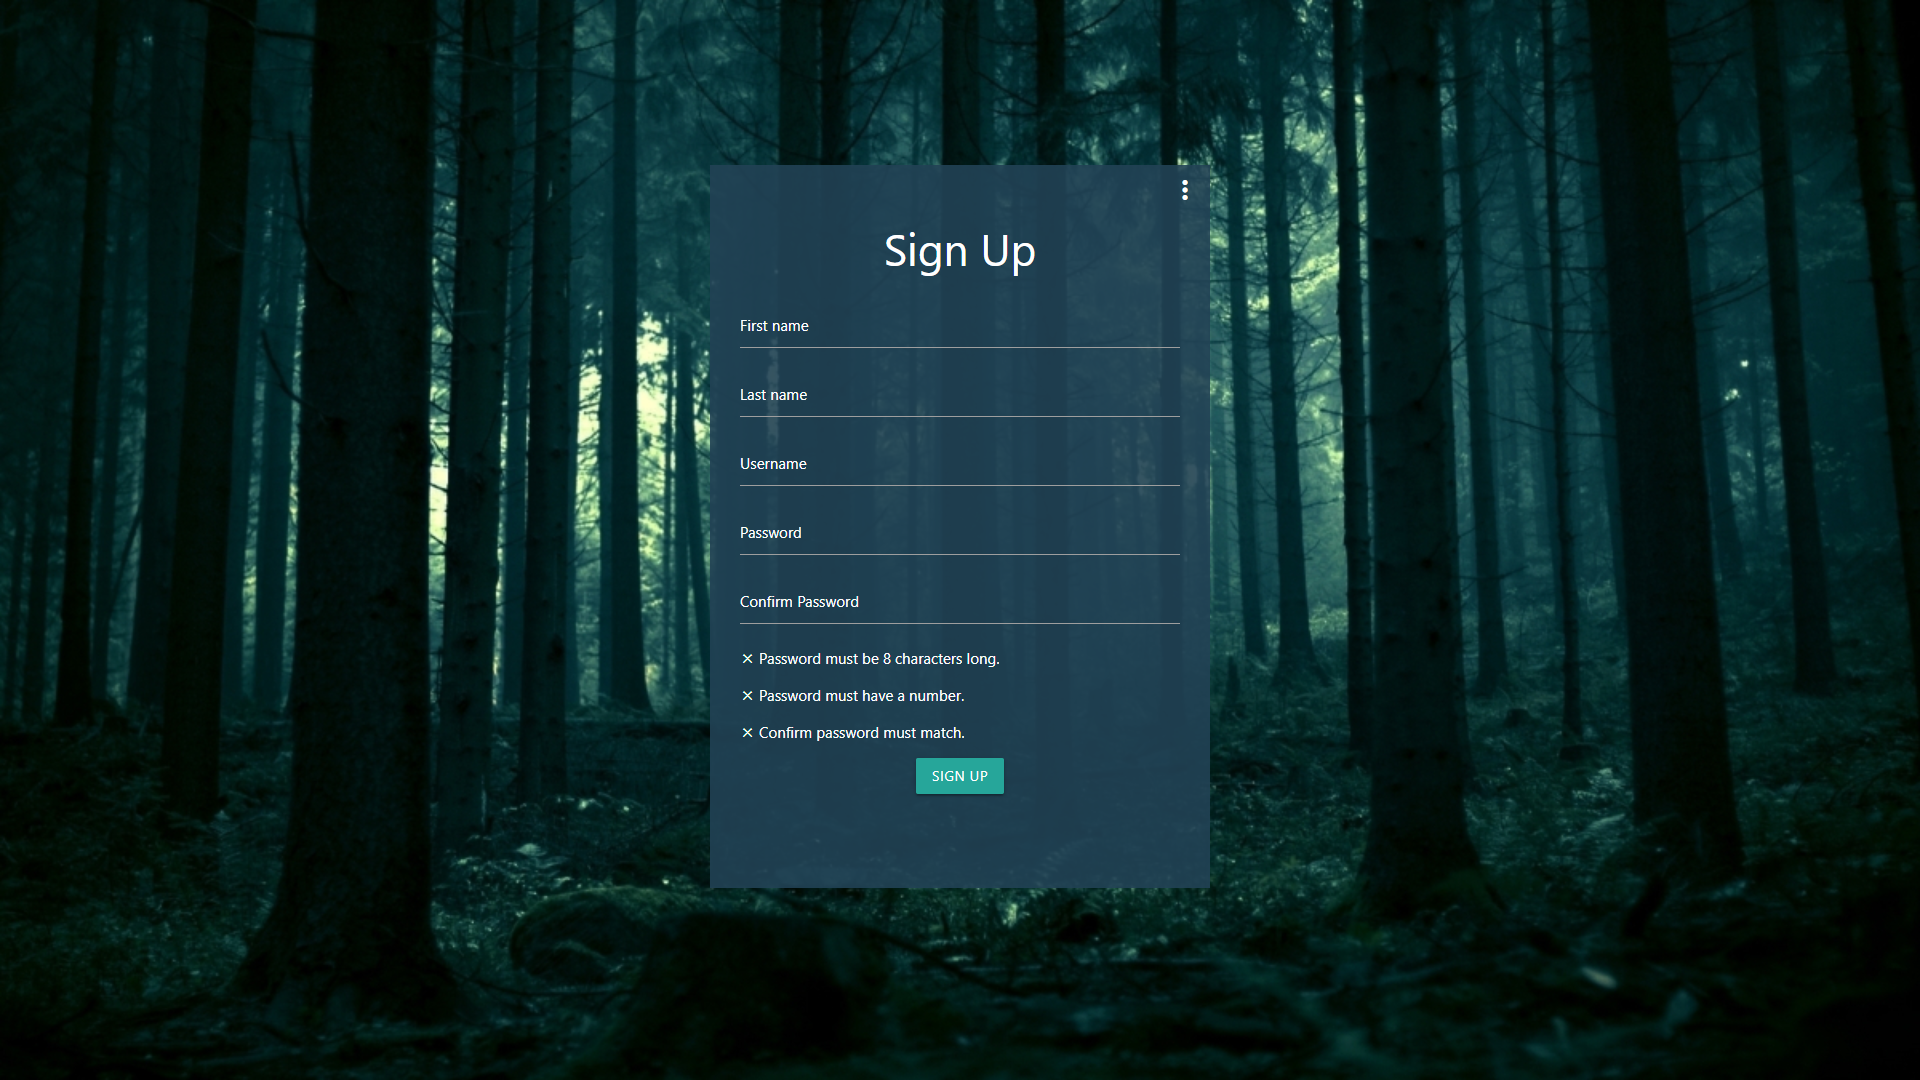 Sign Up
First name
Last name
Username
Password
Confirm Password
✕ Password must be 8 characters long.
✕ Password must have a number.
✕ Confirm password must match.
SIGN UP